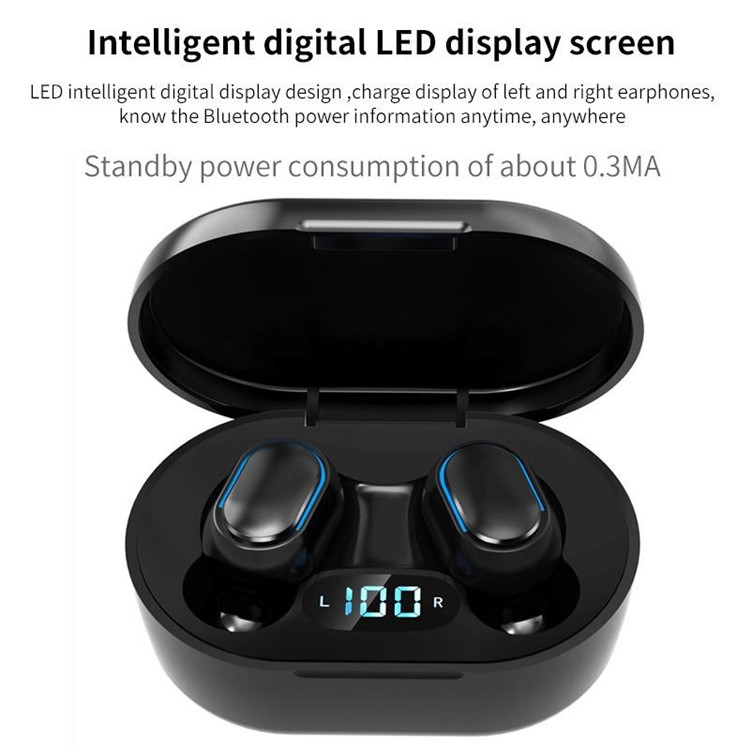 Intelligent digital LED display screen
LED intelligent digital display design ,charge display of left and right earphones,
know the Bluetooth power information anytime, anywhere
Standby power consumption of about 0.3MA
L 100 R